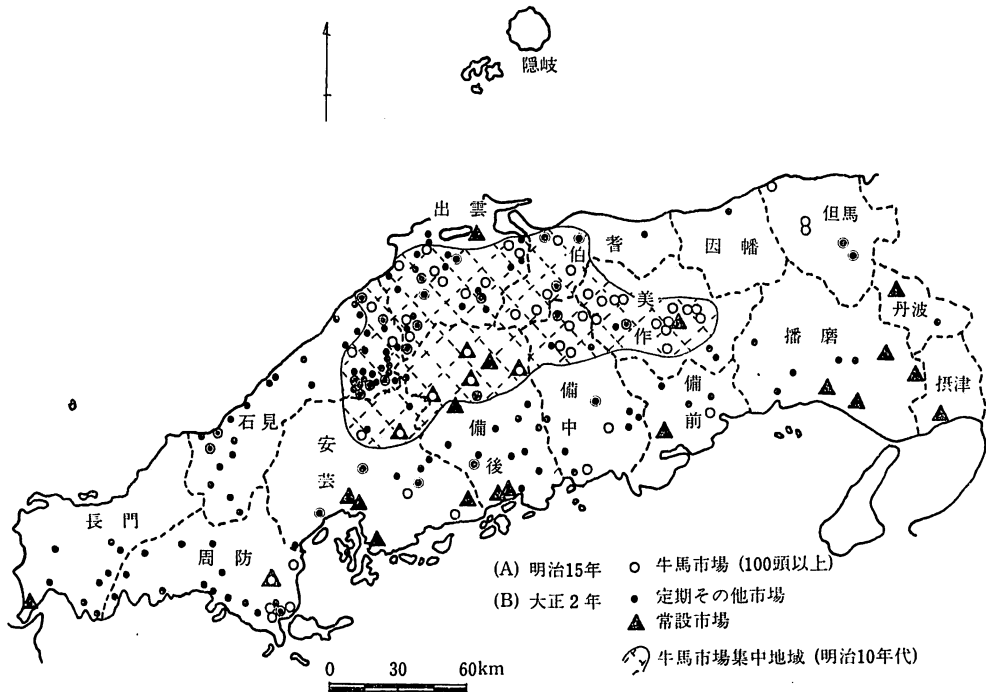 4
隠岐
出雲
伯
耆
因幡
但馬
美
作
丹波
播磨
摂津
備
中
備
前
石見
安
芸
備
後
長門
周防
(A) 明治15年 ○ 牛馬市場 (100頭以上)
(B) 大正2年 ● 定期その他市場
▲ 常設市場
牛馬市場集中地域 (明治10年代)
0 30 60km